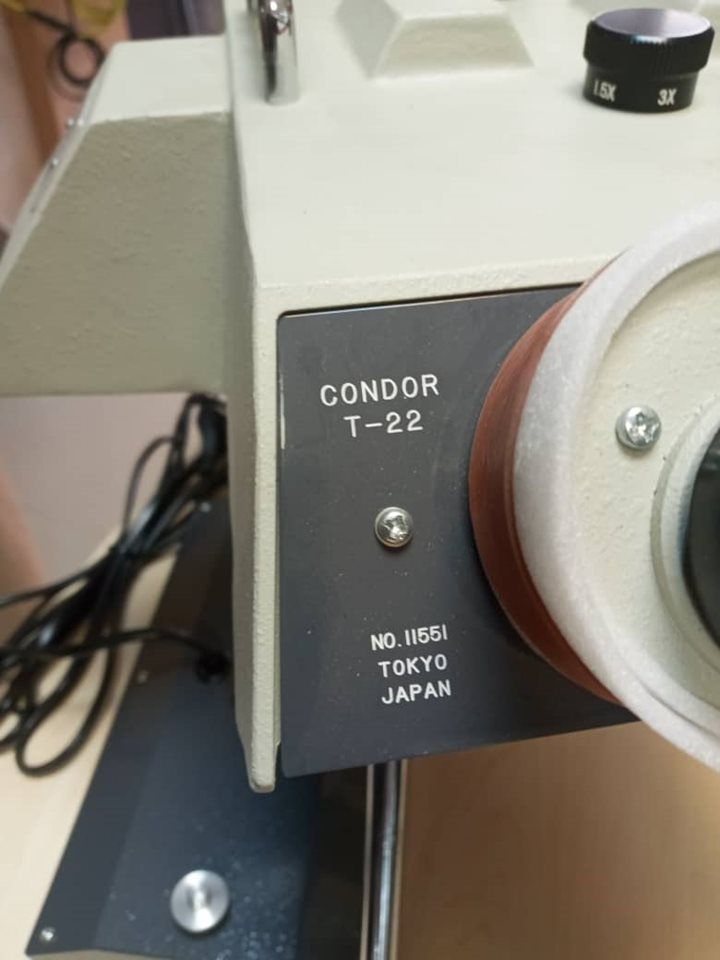 1.5X 3X
CONDOR
T-22
NO.11551
TOKYO
JAPAN